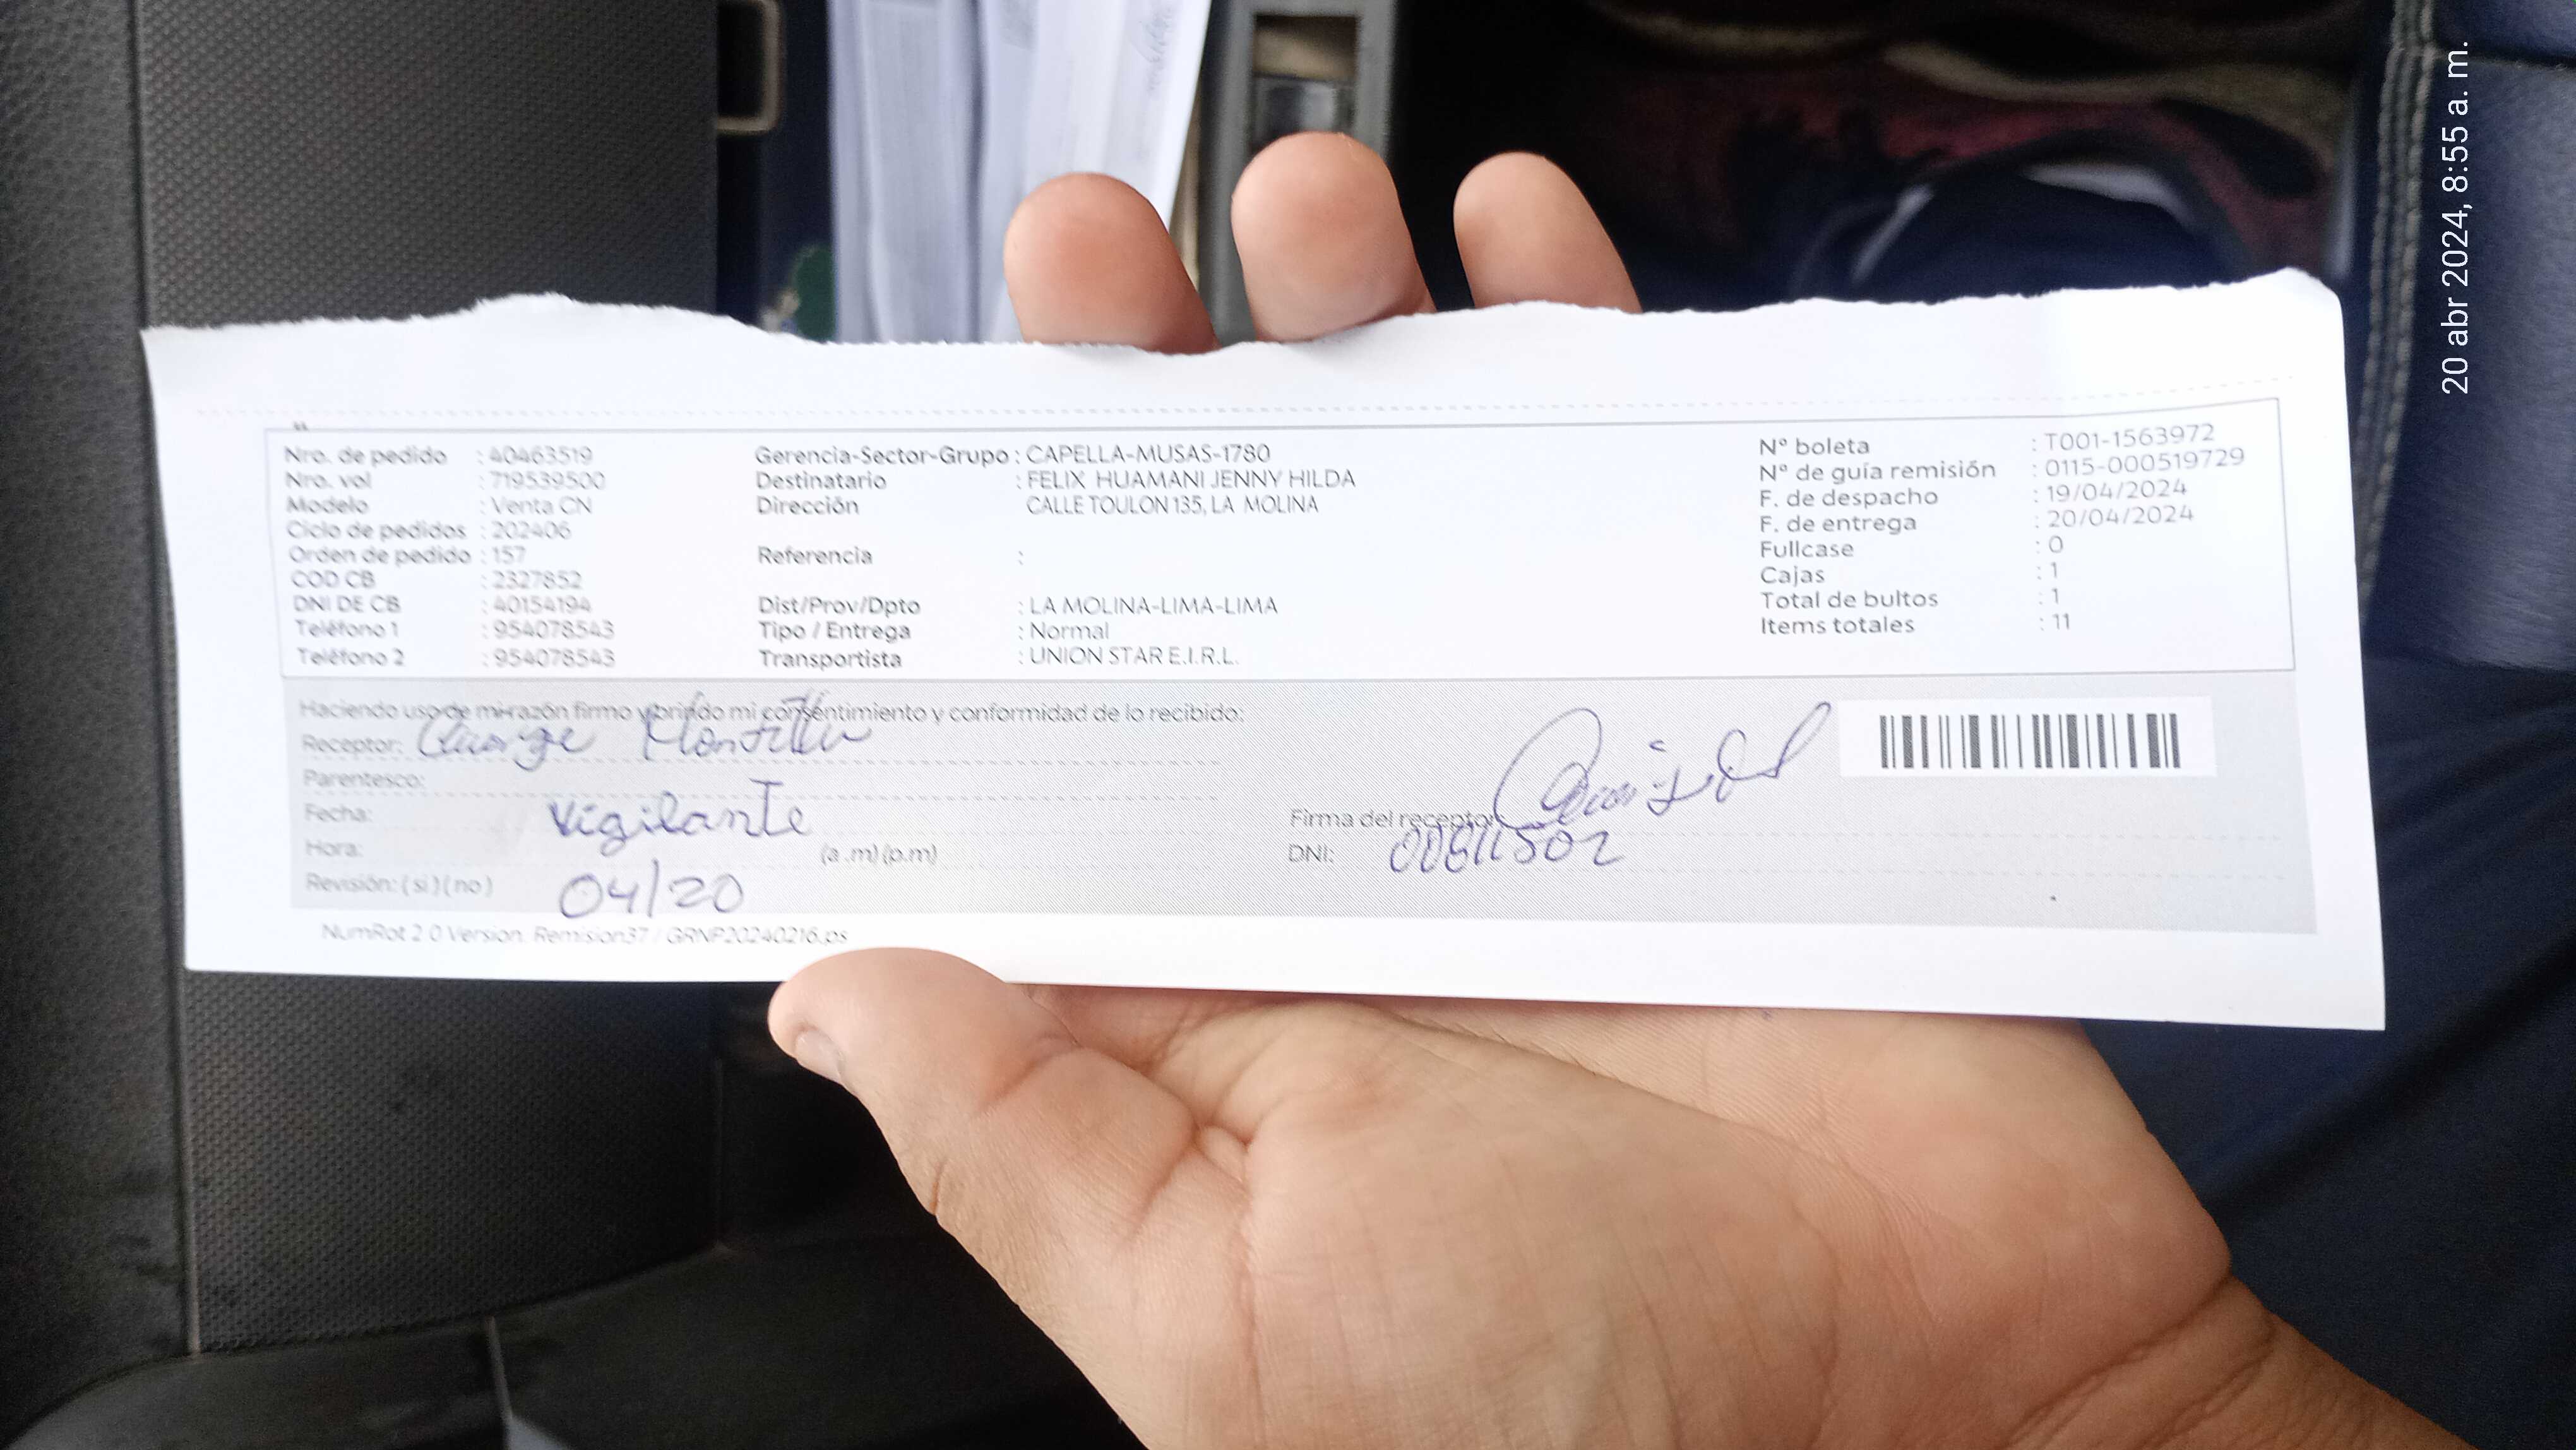 20 abr 2024, 8:55 a. m.
Nro. de pedido : 40463519
Nro. vol : 719539500
Modelo : Venta CN
Ciclo de pedidos : 202406
Orden de pedido : 157
COD CB : 2327852
DNI DE CB : 40154194
Teléfono 1 : 954078543
Teléfono 2 : 954078543
Gerencia-Sector-Grupo : CAPELLA-MUSAS-1780
Destinatario : FELIX HUAMANI JENNY HILDA
Dirección CALLE TOULON 135, LA MOLINA
Referencia :
Dist/Prov/Dpto : LA MOLINA-LIMA-LIMA
Tipo / Entrega : Normal
Transportista : UNION STAR E.I.R.L.
Nº boleta : T001-1563972
Nº de guía remisión : 0115-000519729
F. de despacho : 19/04/2024
F. de entrega : 20/04/2024
Fullcase : 0
Cajas : 1
Total de bultos : 1
Items totales : 11
Haciendo uso de mi razón firmo y brindo mi consentimiento y conformidad de lo recibido:
Receptor:
Parentesco:
Fecha: Vigilante
Hora: (a .m) (p.m)
Revisión: ( si ) ( no ) 04/20
Firma del receptor
DNI:
NumRot 2.0 Version: Remision37 / GRNP20240216.ps